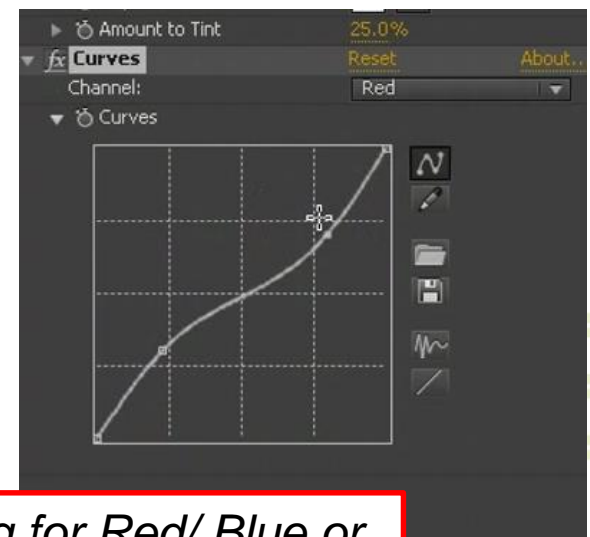 Amount to Tint 25.0%
fx Curves Reset About..
Channel: Red
Curves
g for Red/ Blue or